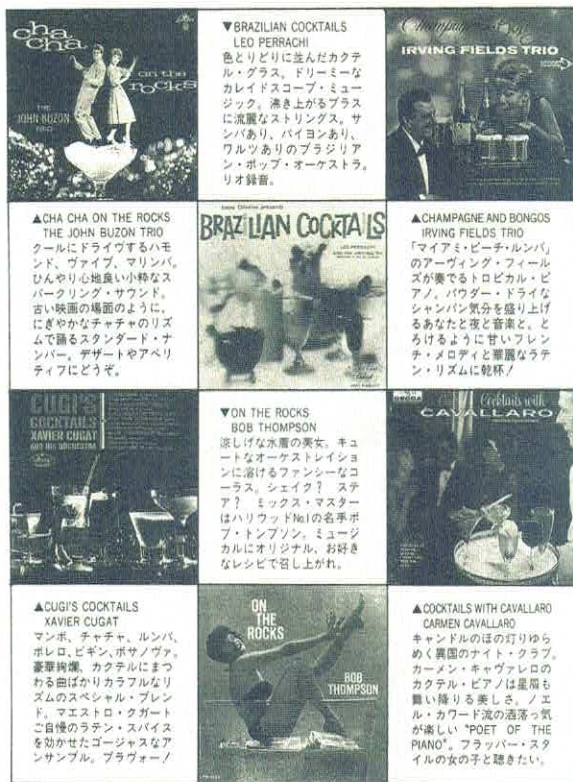 cha cha
on the rocks
THE
JOHN BUZON
TRIO
▼BRAZILIAN COCKTAILS
LEO PERRACHI
色とりどりに並んだカクテ
ル・グラス。ドリーミーな
カレイドスコープ・ミュー
ジック。沸き上がるブラス
に流麗なストリングス。サ
ンバあり、バイヨンあり、
ワルツありのブラジリア
ン・ポップ・オーケストラ。
リオ録音。
IRVING FIELDS TRIO
▲CHA CHA ON THE ROCKS
THE JOHN BUZON TRIO
クールにドライヴするハモ
ンド、ヴァイブ、マリンバ。
ひんやり心地良い小粋なス
パークリング・サウンド。
古い映画の場面のように、
にぎやかなチャチャのリズ
ムで踊るスタンダード・ナ
ンバー。デザートやアペリ
ティフにどうぞ。
BRAZILIAN COCKTAILS
LEO PERRACHI
▲CHAMPAGNE AND BONGOS
IRVING FIELDS TRIO
「マイアミ・ビーチ・ルンバ」
のアーヴィング・フィール
ズが奏でるトロピカル・ピ
アノ。パウダー・ドライな
シャンパン気分を盛り上げ
るあなたと夜と音楽と。と
ろけるように甘いフレン
チ・メロディと華麗なラテ
ン・リズムに乾杯！
CUGI'S
COCKTAILS
XAVIER CUGAT
AND HIS ORCHESTRA
▼ON THE ROCKS
BOB THOMPSON
涼しげな水着の美女。キュ
ートなオーケストレイショ
ンに溶けるファンシーなコ
ーラス。シェイク？　ステ
ア？　ミックス・マスター
はハリウッドNo.1の名手ボ
ブ・トンプソン。ミュージ
カルにオリジナル、お好き
なレシピで召し上がれ。
DECCA
Cocktails with
CAVALLARO
▲CUGI'S COCKTAILS
XAVIER CUGAT
マンボ、チャチャ、ルンバ、
ボレロ、ビギン、ボサノヴァ。
豪華絢爛、カクテルにまつ
わる曲ばかりカラフルなリ
ズムのスペシャル・ブレン
ド。マエストロ・クガート
ご自慢のラテン・スパイス
を効かせたゴージャスなア
ンサンブル。ブラヴォー！
ON
THE
ROCKS
BOB
THOMPSON
▲COCKTAILS WITH CAVALLARO
CARMEN CAVALLARO
キャンドルのほの灯りゆら
めく異国のナイト・クラブ。
カーメン・キャヴァレロの
カクテル・ピアノは星屑も
舞い降りる美しさ。ノエ
ル・カワード流の洒落っ気
が楽しい“POET OF THE
PIANO”。フラッパー・スタ
イルの女の子と聴きたい。